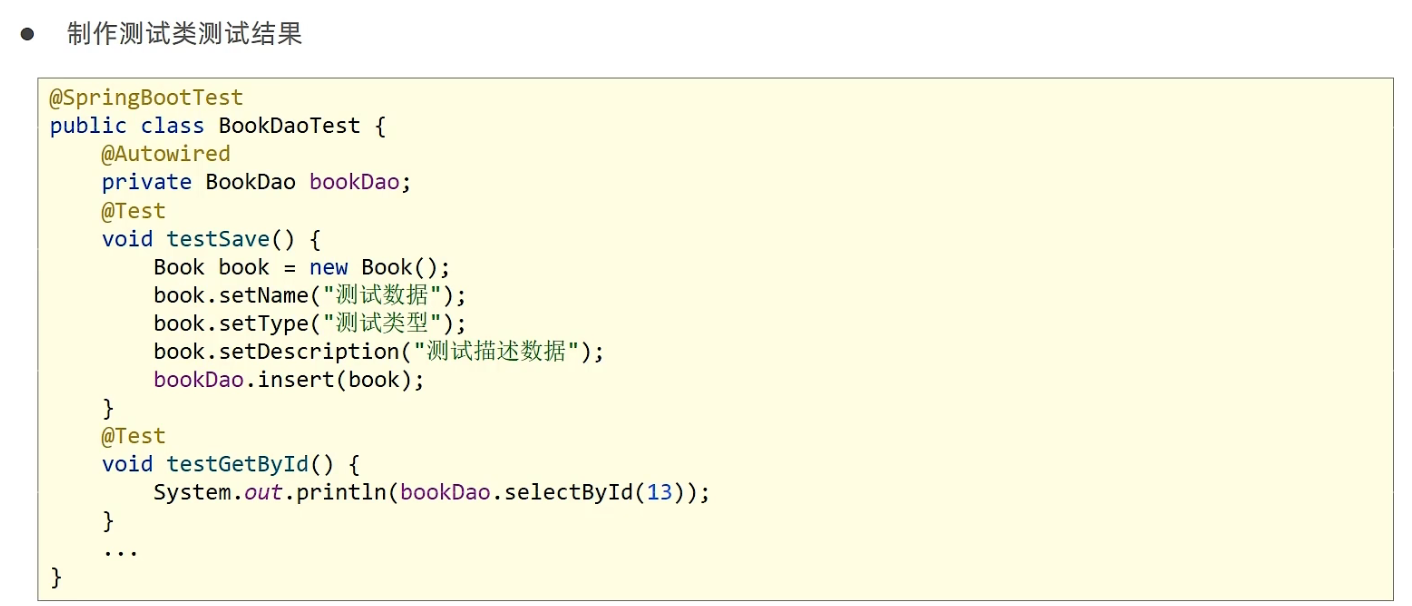 ● 制作测试类测试结果
@SpringBootTest
public class BookDaoTest {
    @Autowired
    private BookDao bookDao;
    @Test
    void testSave() {
        Book book = new Book();
        book.setName("测试数据");
        book.setType("测试类型");
        book.setDescription("测试描述数据");
        bookDao.insert(book);
    }
    @Test
    void testGetById() {
        System.out.println(bookDao.selectById(13));
    }
    ...
}